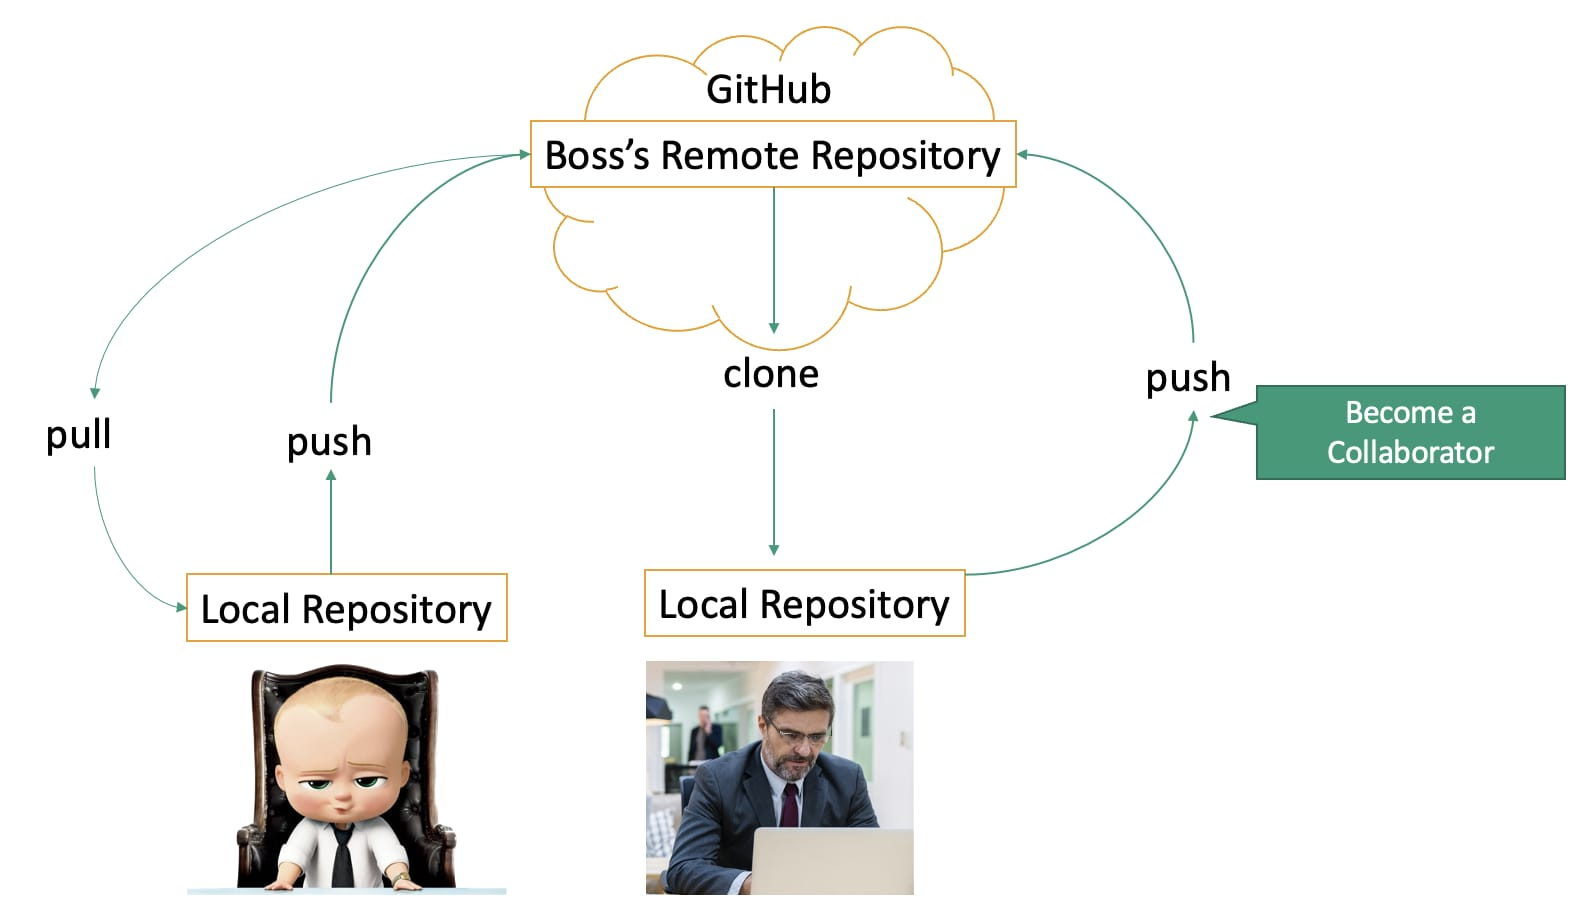 GitHub
Boss’s Remote Repository
clone
push
Become a
Collaborator
pull
push
Local Repository
Local Repository